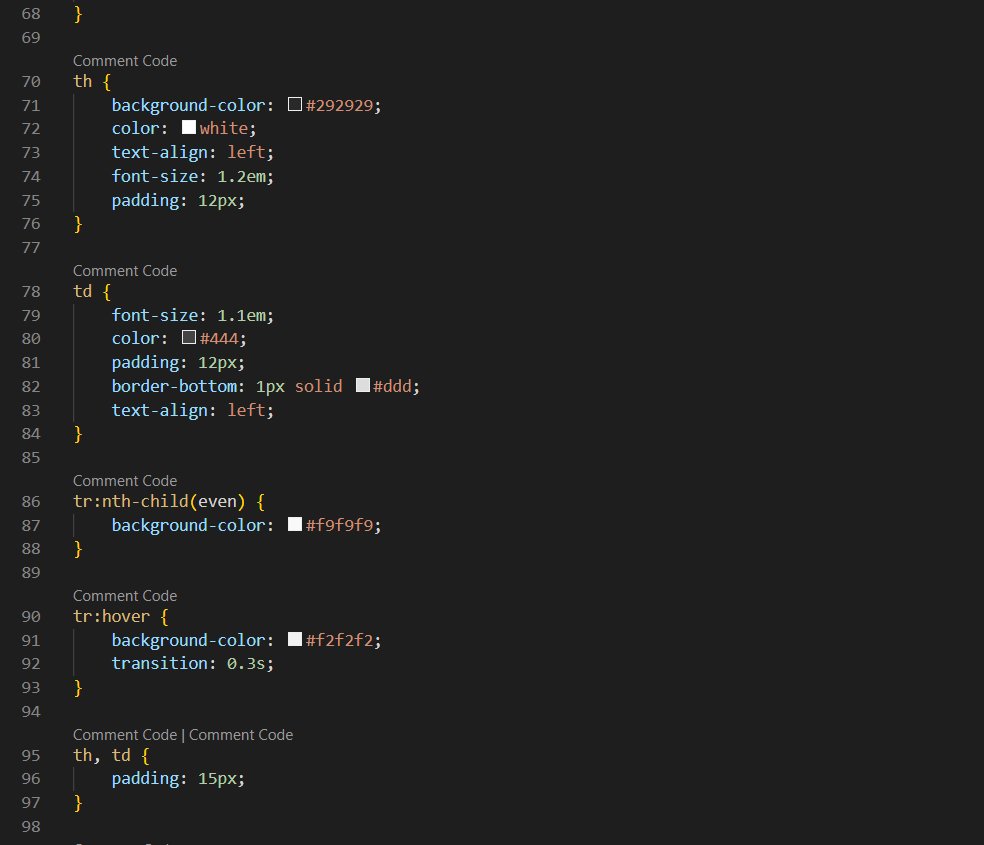 68 }
69
Comment Code
70 th {
71 background-color: #292929;
72 color: white;
73 text-align: left;
74 font-size: 1.2em;
75 padding: 12px;
76 }
77
Comment Code
78 td {
79 font-size: 1.1em;
80 color: #444;
81 padding: 12px;
82 border-bottom: 1px solid #ddd;
83 text-align: left;
84 }
85
Comment Code
86 tr:nth-child(even) {
87 background-color: #f9f9f9;
88 }
89
Comment Code
90 tr:hover {
91 background-color: #f2f2f2;
92 transition: 0.3s;
93 }
94
Comment Code | Comment Code
95 th, td {
96 padding: 15px;
97 }
98